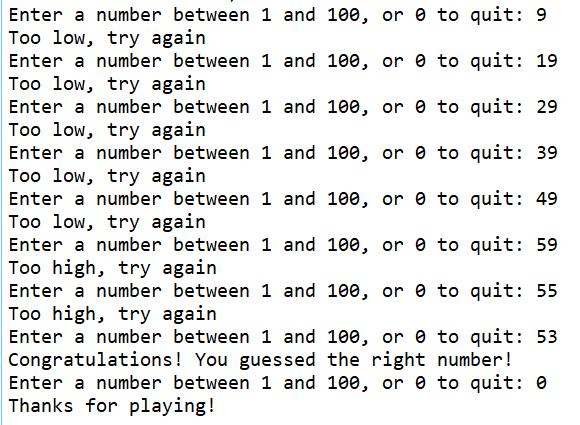 Enter a number between 1 and 100, or 0 to quit: 9
Too low, try again
Enter a number between 1 and 100, or 0 to quit: 19
Too low, try again
Enter a number between 1 and 100, or 0 to quit: 29
Too low, try again
Enter a number between 1 and 100, or 0 to quit: 39
Too low, try again
Enter a number between 1 and 100, or 0 to quit: 49
Too low, try again
Enter a number between 1 and 100, or 0 to quit: 59
Too high, try again
Enter a number between 1 and 100, or 0 to quit: 55
Too high, try again
Enter a number between 1 and 100, or 0 to quit: 53
Congratulations! You guessed the right number!
Enter a number between 1 and 100, or 0 to quit: 0
Thanks for playing!